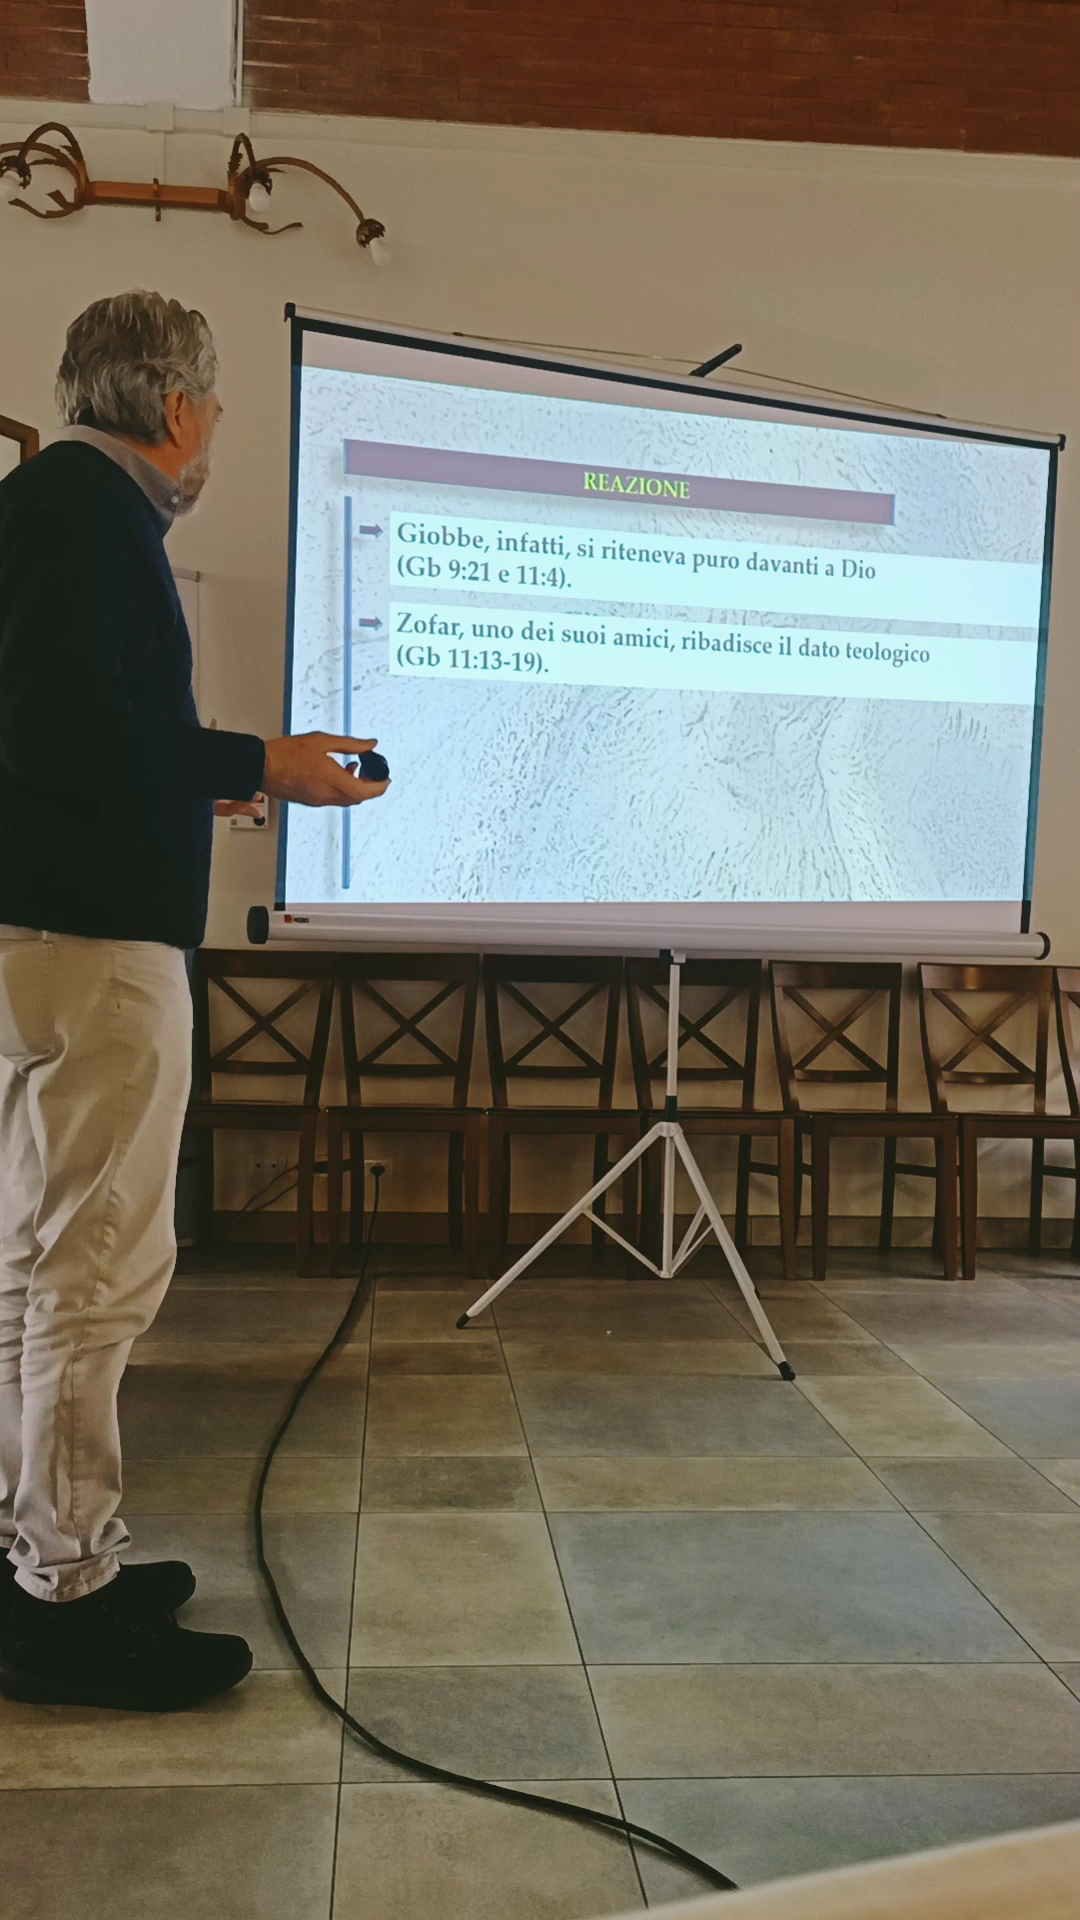 REAZIONE
Giobbe, infatti, si riteneva puro davanti a Dio
(Gb 9:21 e 11:4).
Zofar, uno dei suoi amici, ribadisce il dato teologico
(Gb 11:13-19).